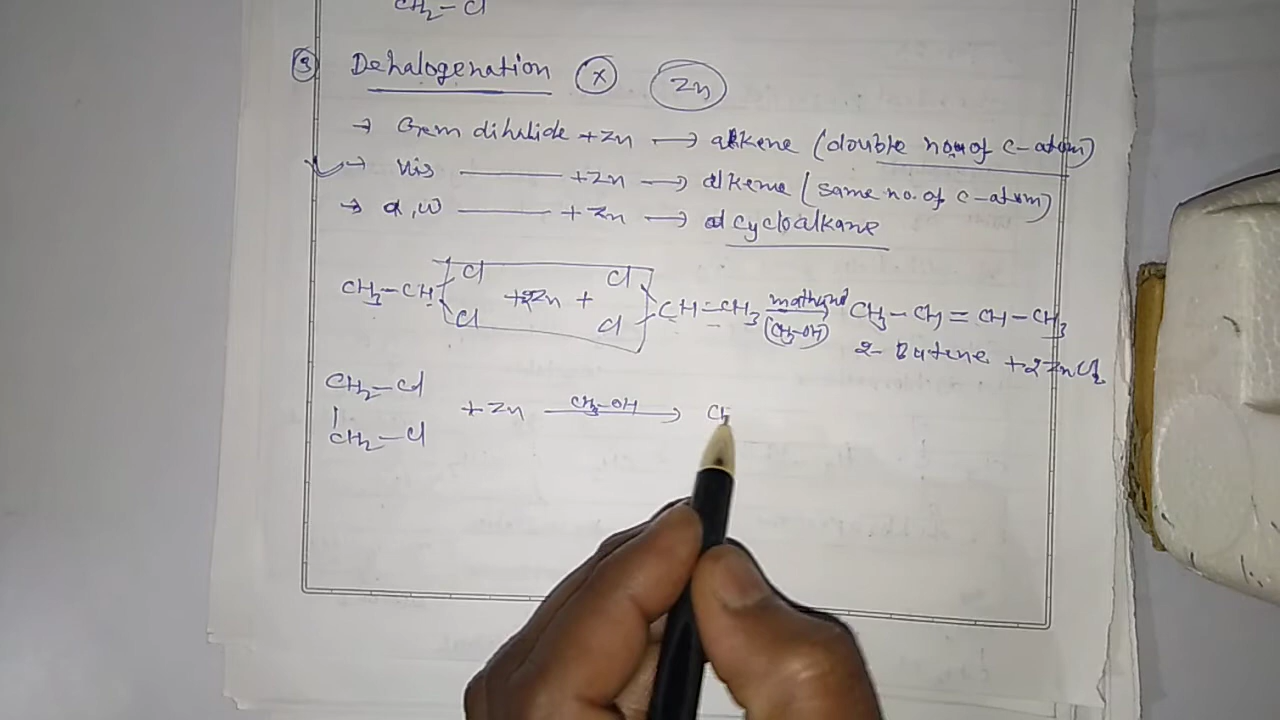 CH2-Cl
③ Dehalogenation (X) (Zn)
→ Gem dihalide + Zn → alkene (double no. of C-atom)
→ Vis ——— + Zn → alkene (same no. of C-atom)
→ α, ω ——— + Zn → Cycloalkane
Cl Cl
CH3-CH + 2Zn + CH-CH3 methanol CH3-CH=CH-CH3
Cl Cl (CH3-OH)
2-Butene + 2ZnCl2
CH2-Cl
| + Zn CH3-OH → CH
CH2-Cl